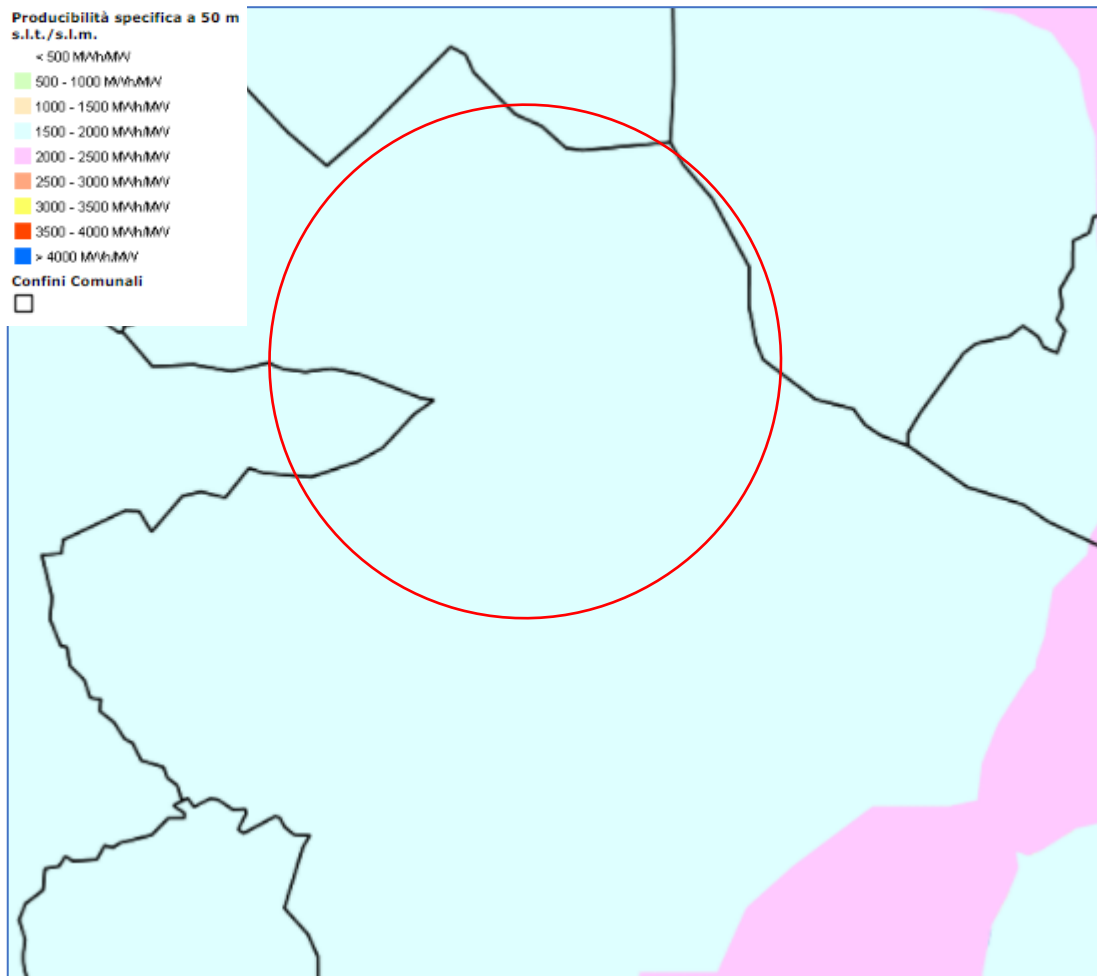 Producibilità specifica a 50 m
s.l.t./s.l.m.
< 500 MWh/MW
500 - 1000 MWh/MW
1000 - 1500 MWh/MW
1500 - 2000 MWh/MW
2000 - 2500 MWh/MW
2500 - 3000 MWh/MW
3000 - 3500 MWh/MW
3500 - 4000 MWh/MW
> 4000 MWh/MW
Confini Comunali